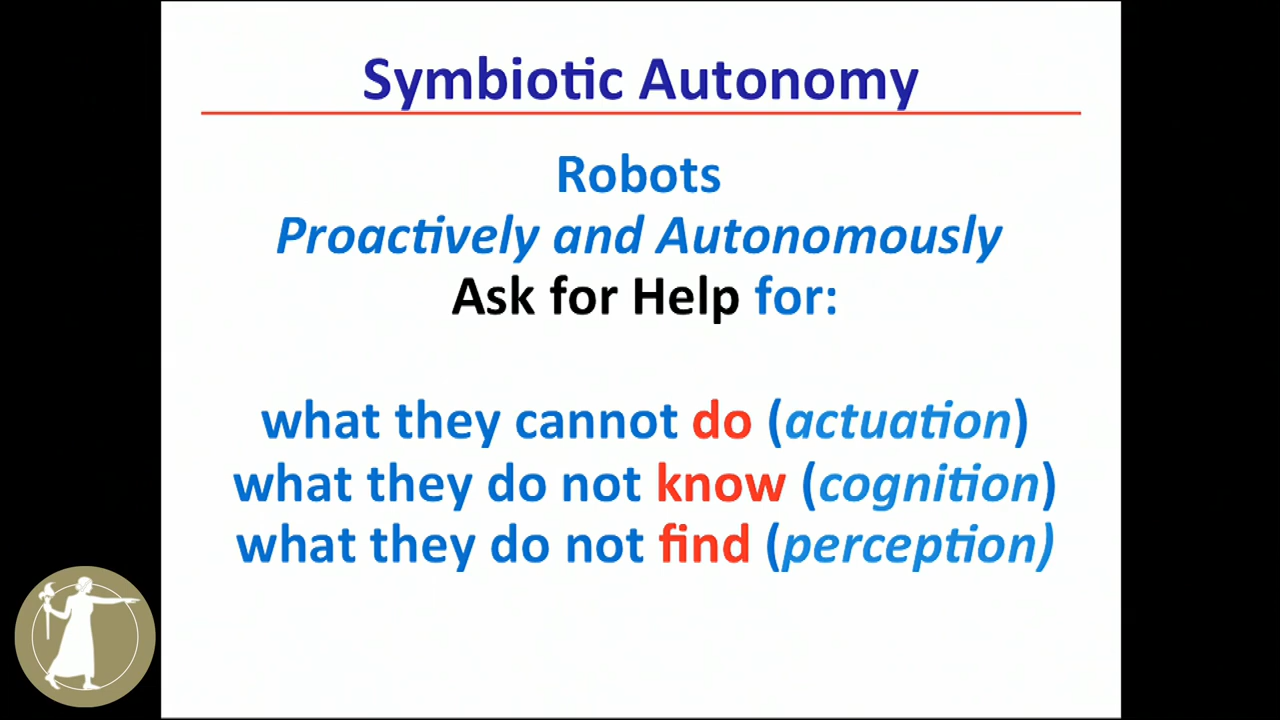 Symbiotic Autonomy
Robots
Proactively and Autonomously
Ask for Help for:
what they cannot do (actuation)
what they do not know (cognition)
what they do not find (perception)